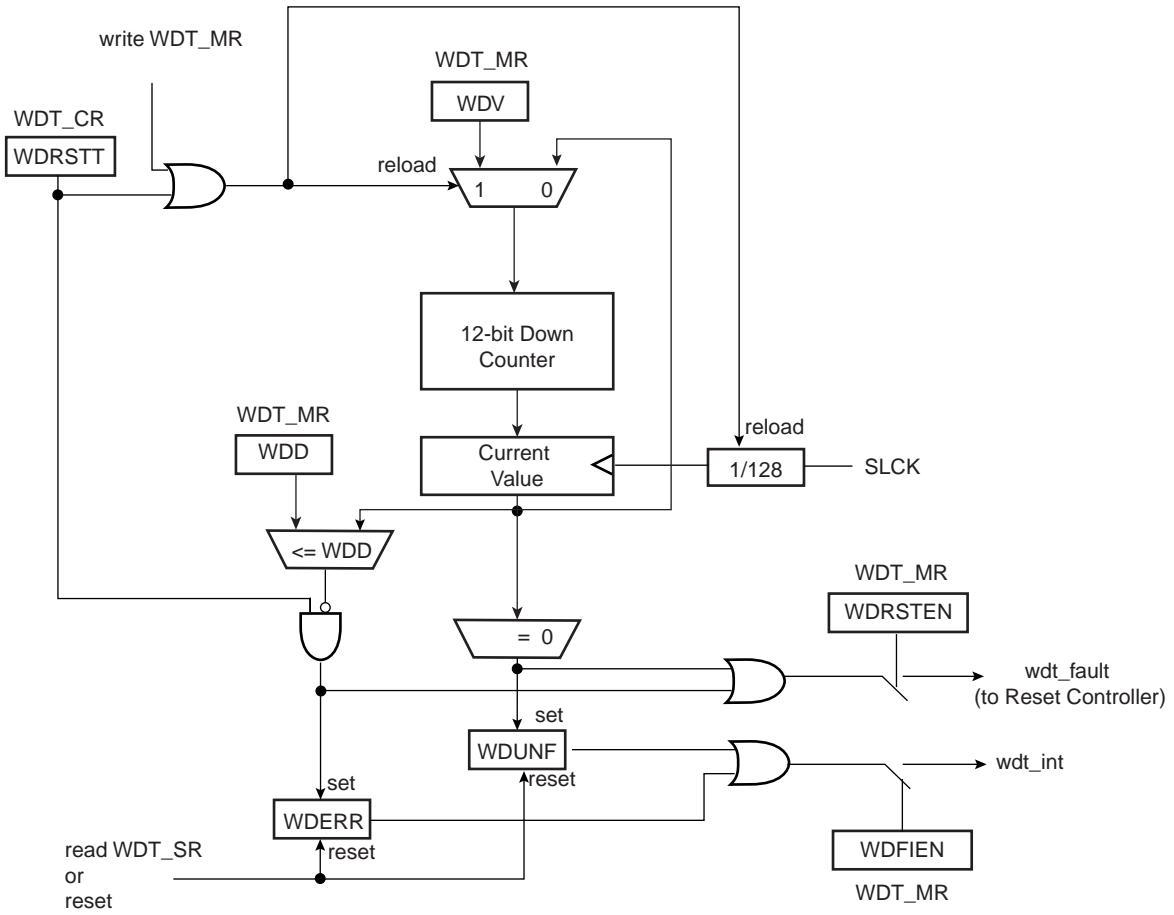 write WDT_MR
WDT_MR
WDV
WDT_CR
WDRSTT
reload
1 0
12-bit Down
Counter
WDT_MR
WDD
Current
Value
reload
1/128
SLCK
<= WDD
WDT_MR
WDRSTEN
= 0
wdt_fault
(to Reset Controller)
set
WDUNF
reset
wdt_int
set
WDERR
reset
WDFIEN
WDT_MR
read WDT_SR
or
reset